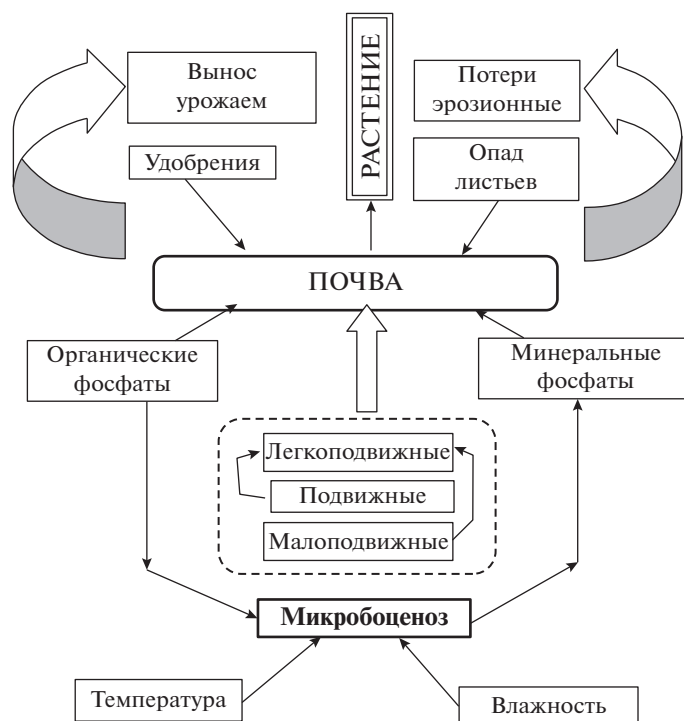 Вынос
урожаем
РАСТЕНИЕ
Потери
эрозионные
Удобрения
Опад
листьев
ПОЧВА
Органические
фосфаты
Минеральные
фосфаты
Легкоподвижные
Подвижные
Малоподвижные
Микробоценоз
Температура
Влажность